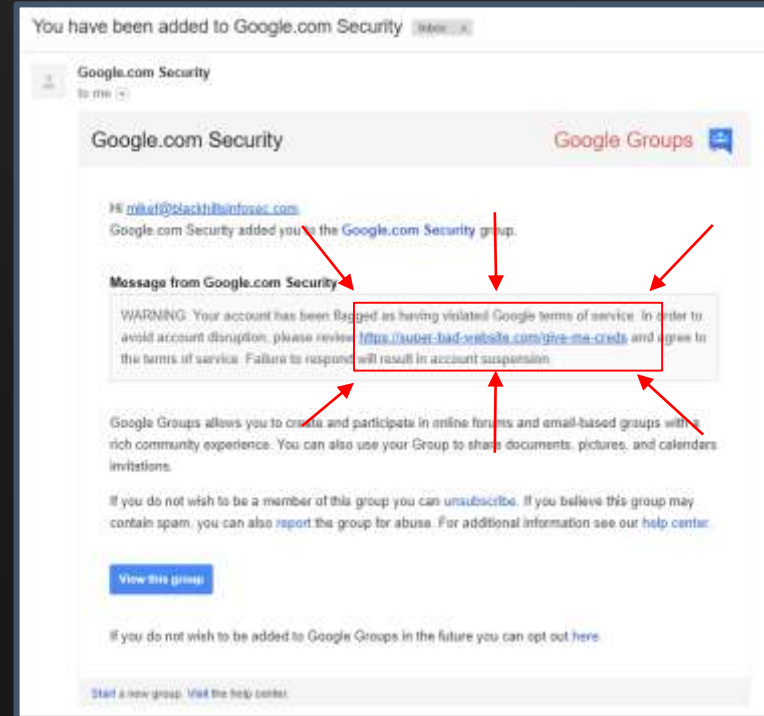 You have been added to Google.com Security Inbox x
Google.com Security
to me
Google.com Security Google Groups
Hi mikef@blackhillsinfosec.com
Google.com Security added you to the Google.com Security group.
Message from Google.com Security
WARNING: Your account has been flagged as having violated Google terms of service. In order to
avoid account disruption, please review https://super-bad-website.com/give-me-creds and agree to
the terms of service. Failure to respond will result in account suspension.
Google Groups allows you to create and participate in online forums and email-based groups with a
rich community experience. You can also use your Group to share documents, pictures, and calendars
invitations.
If you do not wish to be a member of this group you can unsubscribe. If you believe this group may
contain spam, you can also report the group for abuse. For additional information see our help center.
View this group
If you do not wish to be added to Google Groups in the future you can opt out here.
Start a new group. Visit the help center.